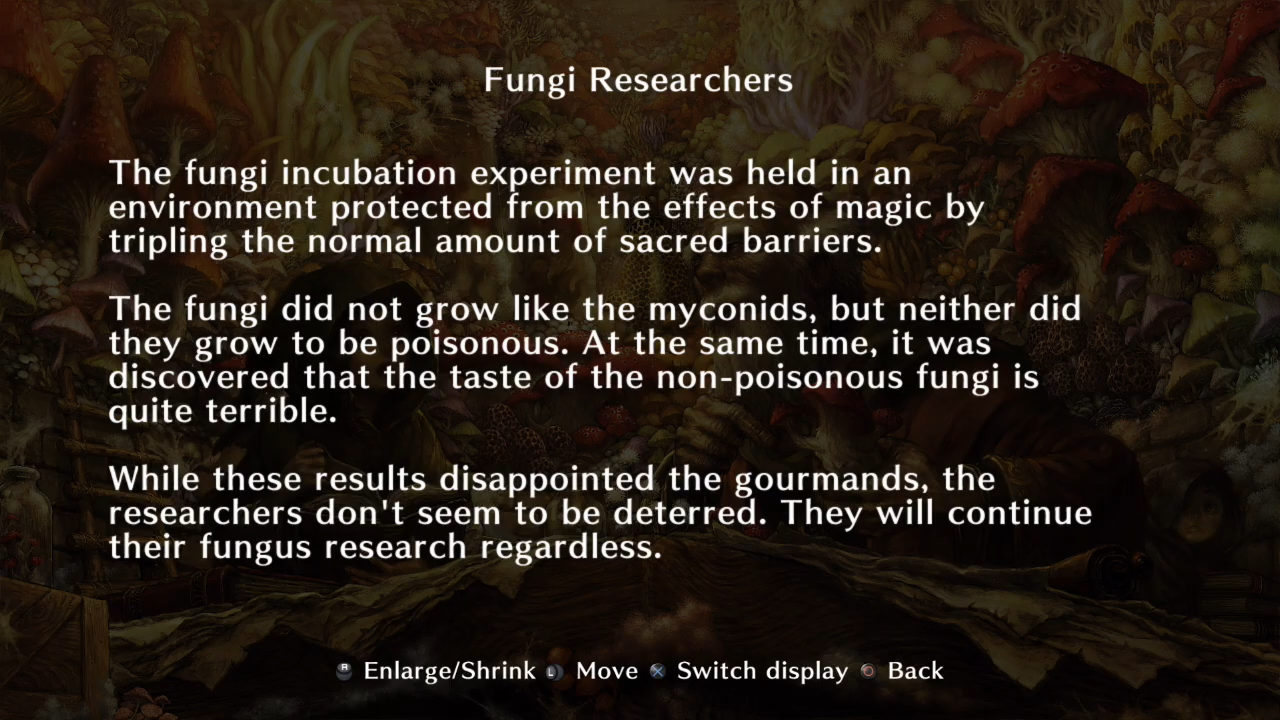 Fungi Researchers
The fungi incubation experiment was held in an
environment protected from the effects of magic by
tripling the normal amount of sacred barriers.
The fungi did not grow like the myconids, but neither did
they grow to be poisonous. At the same time, it was
discovered that the taste of the non-poisonous fungi is
quite terrible.
While these results disappointed the gourmands, the
researchers don't seem to be deterred. They will continue
their fungus research regardless.
R Enlarge/Shrink L Move Switch display Back